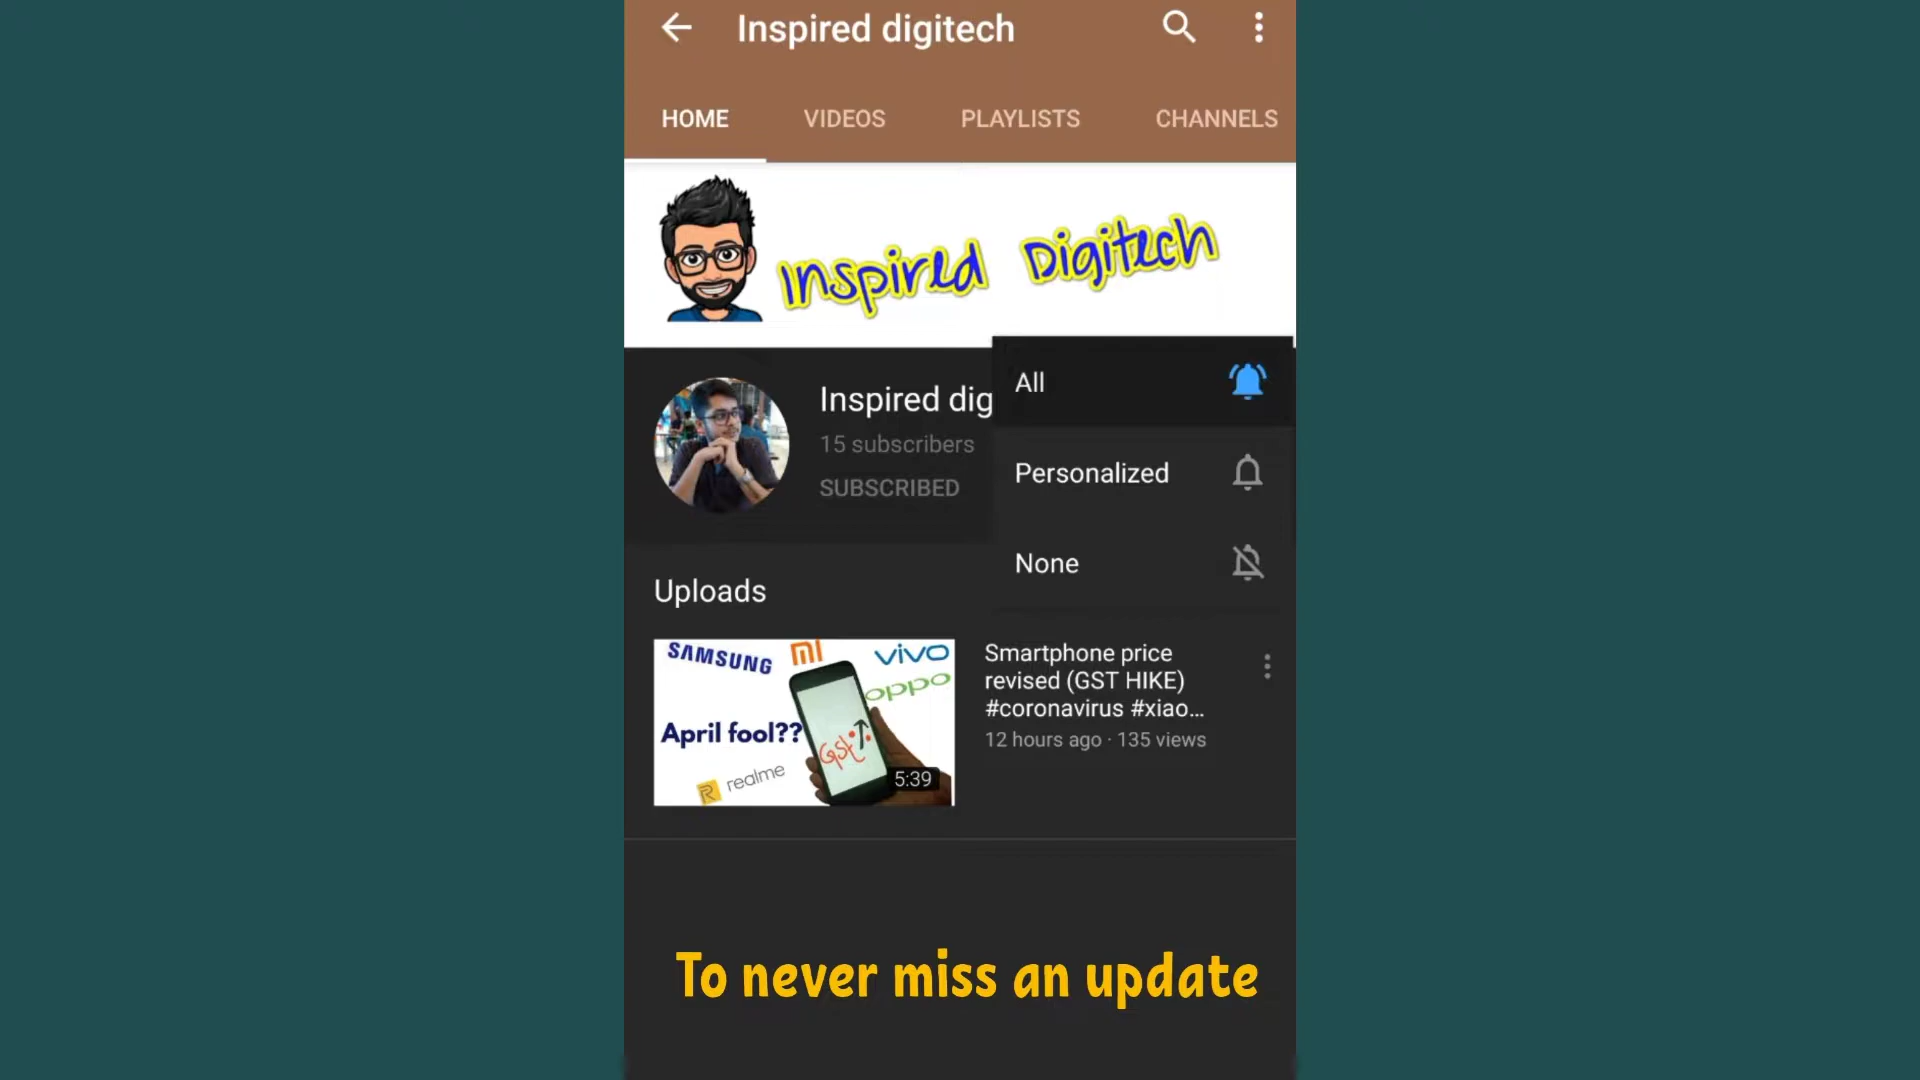 Inspired digitech
HOME VIDEOS PLAYLISTS CHANNELS
Inspired Digitech
Inspired dig
15 subscribers
SUBSCRIBED
All
Personalized
None
Uploads
SAMSUNG
mi
vivo
oppo
April fool??
Gst %
realme
5:39
Smartphone price
revised (GST HIKE)
#coronavirus #xiao...
12 hours ago · 135 views
To never miss an update